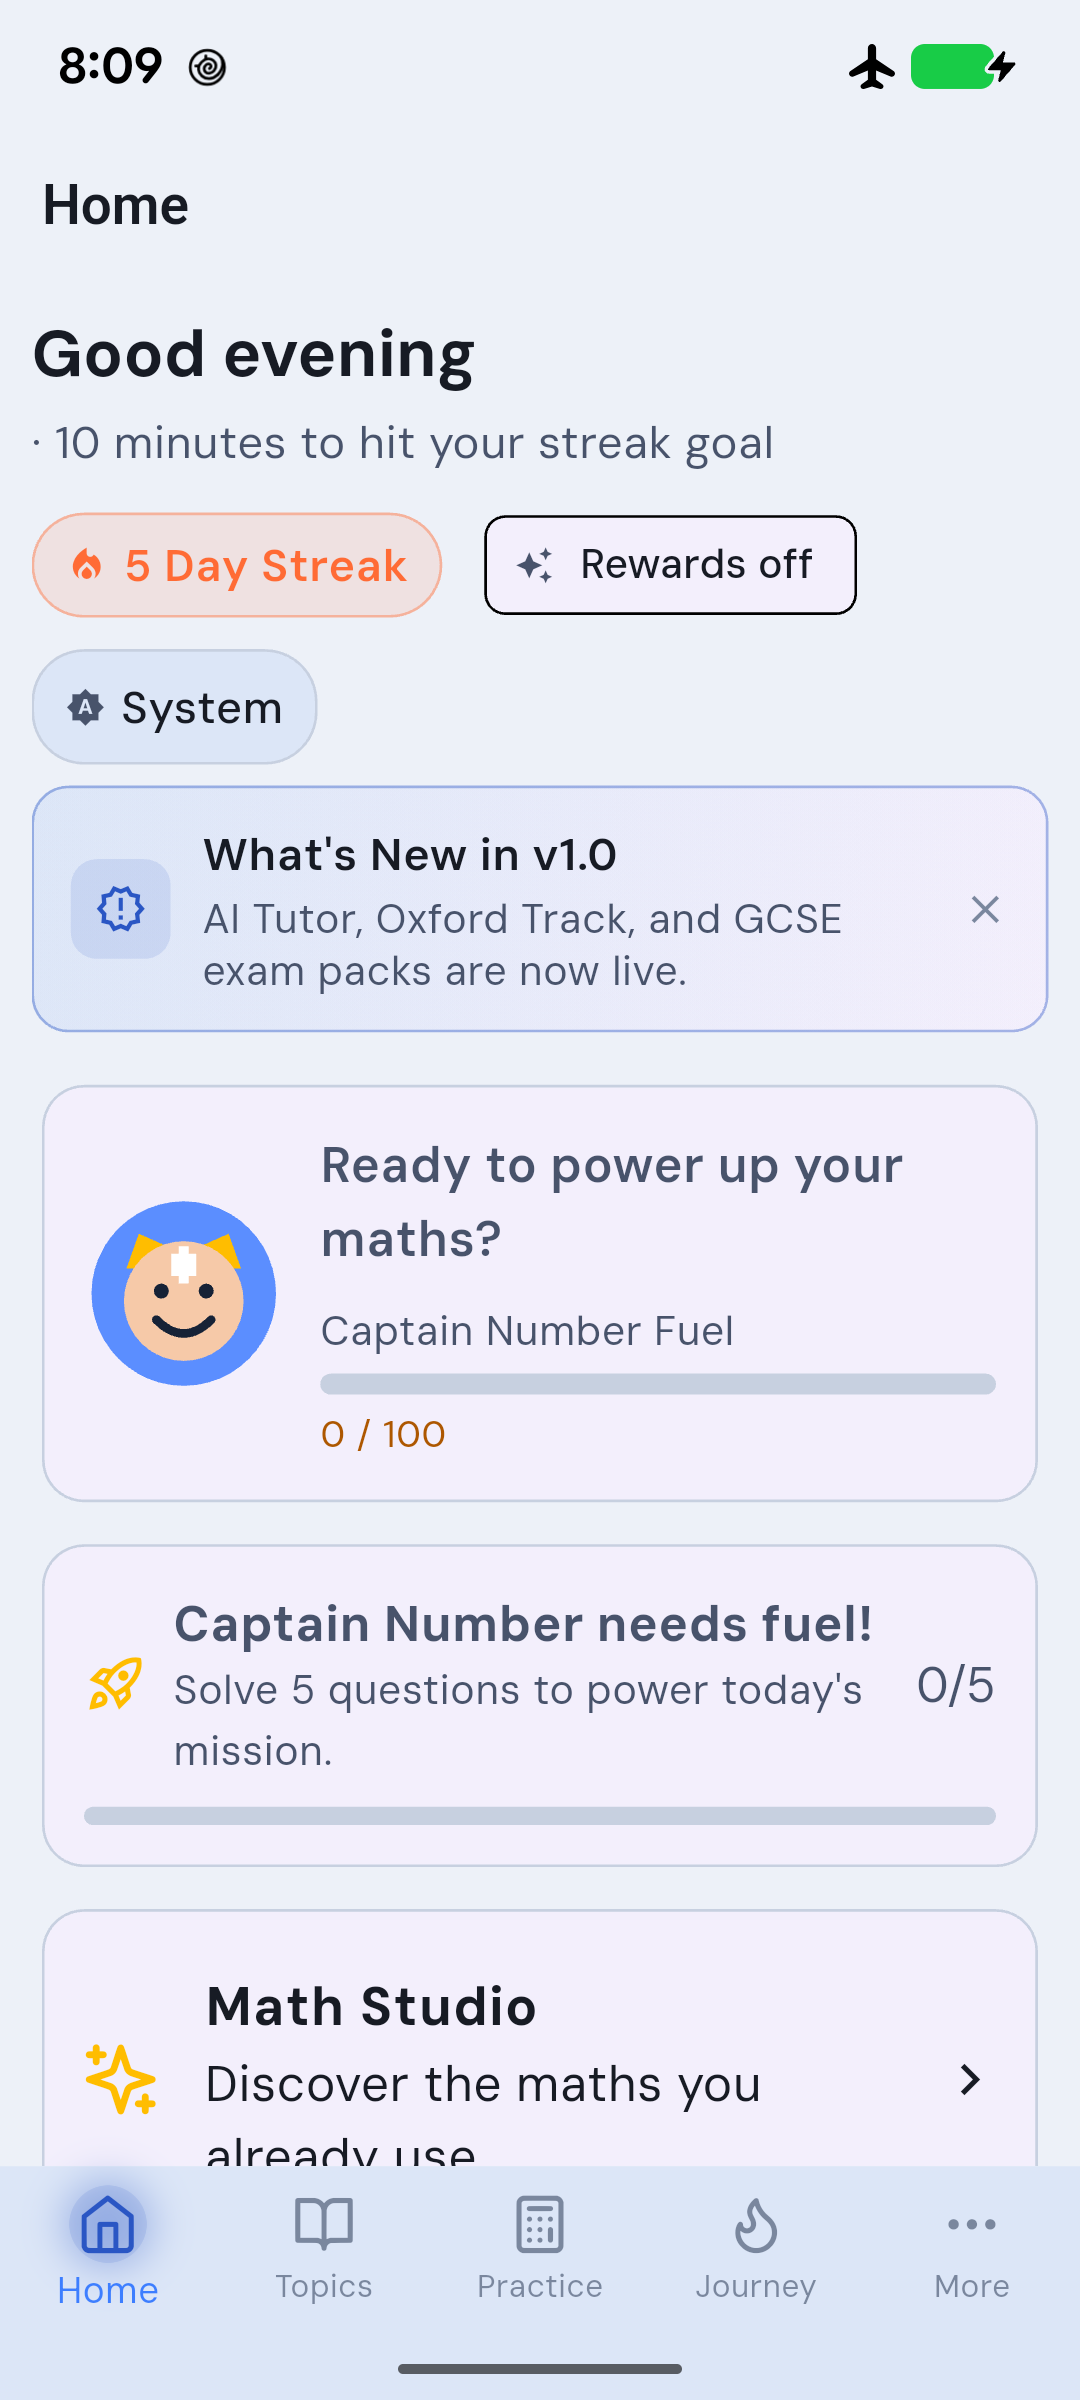 8:09
Home
Good evening
· 10 minutes to hit your streak goal
5 Day Streak
Rewards off
A System
What's New in v1.0
AI Tutor, Oxford Track, and GCSE
exam packs are now live.
Ready to power up your
maths?
Captain Number Fuel
0 / 100
Captain Number needs fuel!
Solve 5 questions to power today's
mission.
0/5
Math Studio
Discover the maths you
already use
Home
Topics
Practice
Journey
More